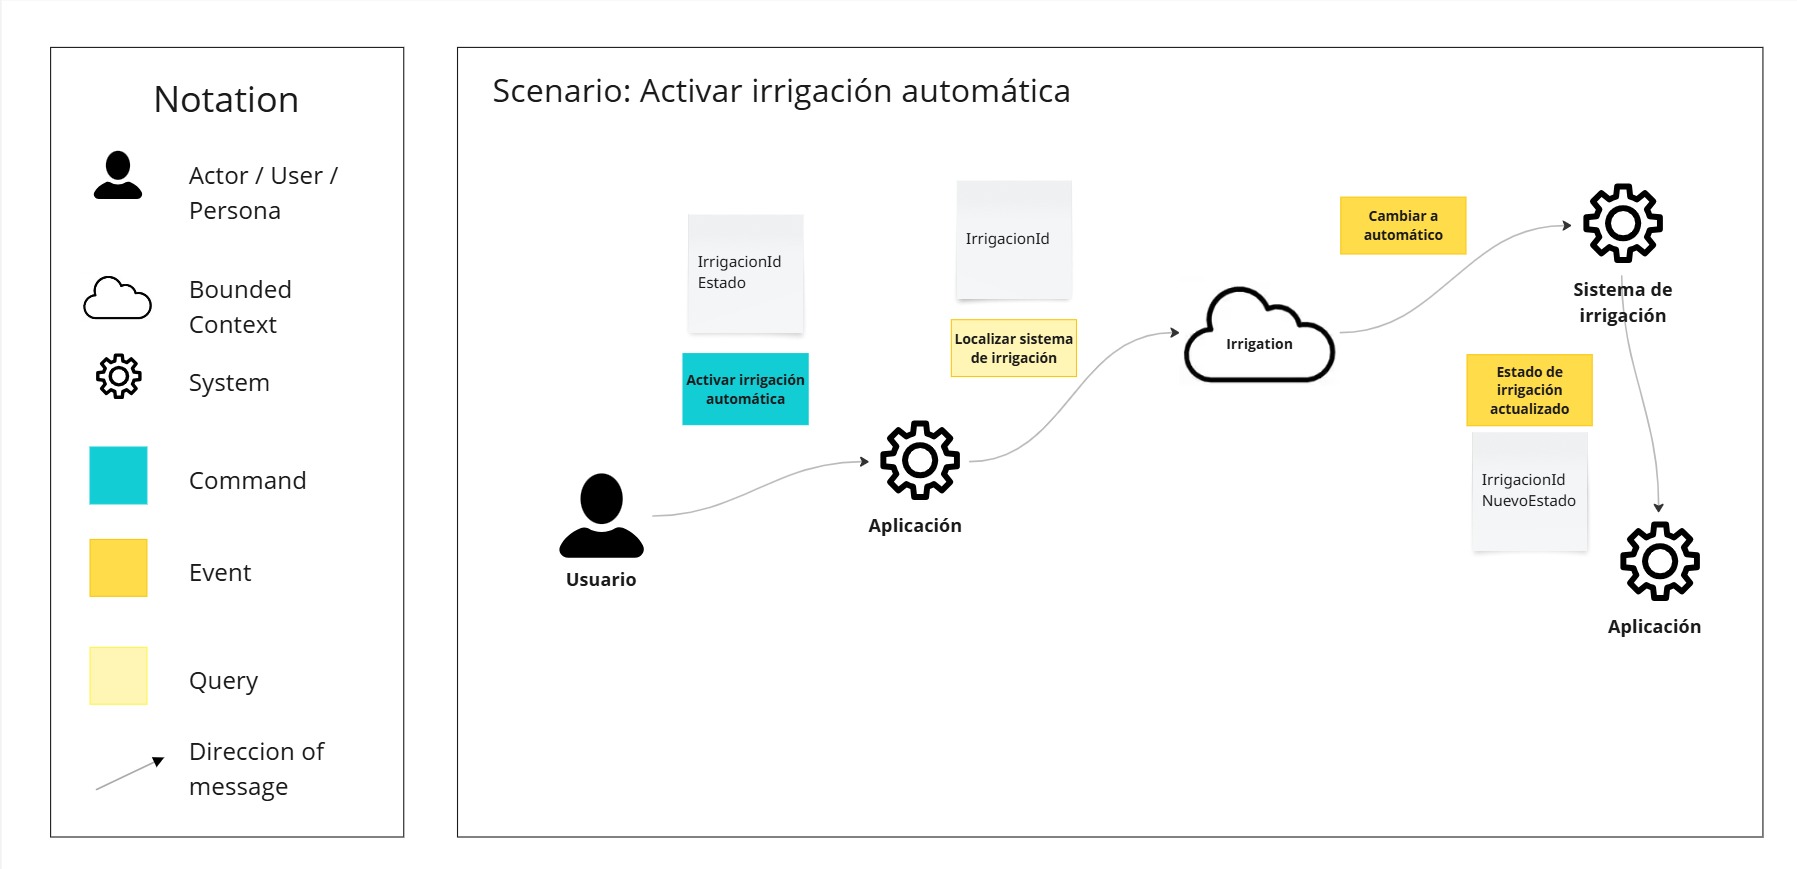 Notation
Actor / User /
Persona
Bounded
Context
System
Command
Event
Query
Direccion of
message
Scenario: Activar irrigación automática
IrrigacionId
Estado
Activar irrigación
automática
Usuario
Aplicación
IrrigacionId
Localizar sistema
de irrigación
Irrigation
Cambiar a
automático
Sistema de
irrigación
Estado de
irrigación
actualizado
IrrigacionId
NuevoEstado
Aplicación